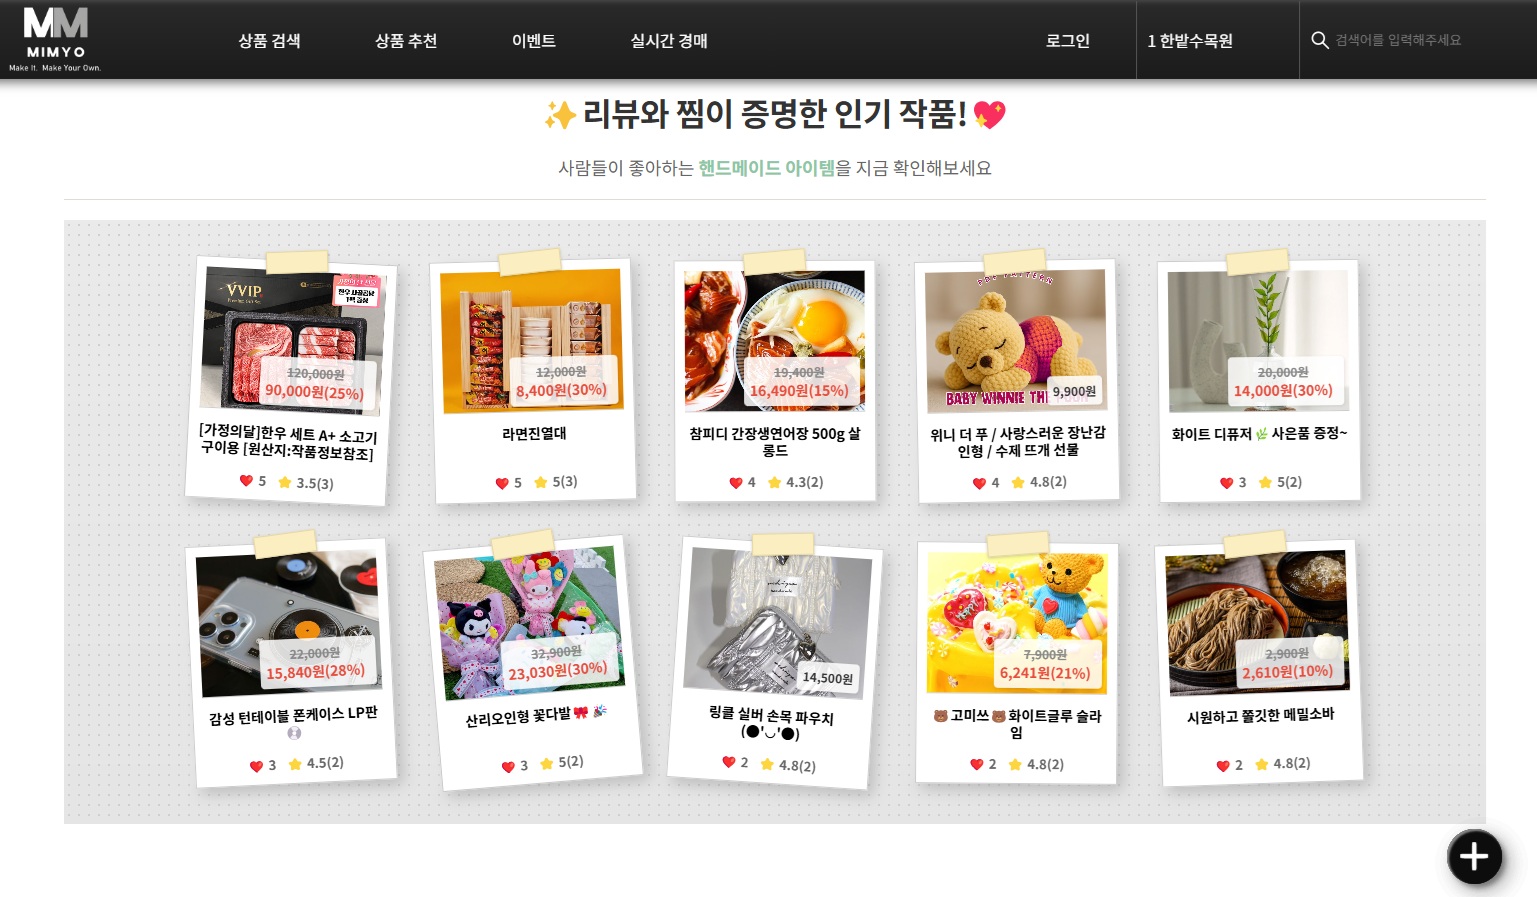 MM
MIMYO
Make It. Make Your Own.
상품 검색
상품 추천
이벤트
실시간 경매
로그인
1 한밭수목원
검색어를 입력해주세요
✨ 리뷰와 찜이 증명한 인기 작품! 💖
사람들이 좋아하는 핸드메이드 아이템을 지금 확인해보세요
VVIP
120,000원
90,000원(25%)
[가정의달]한우 세트 A+ 소고기
구이용 [원산지:작품정보참조]
5 3.5(3)
12,000원
8,400원(30%)
라면진열대
5 5(3)
19,400원
16,490원(15%)
참피디 간장생연어장 500g 살
롱드
4 4.3(2)
PDF PATTERN
BABY WINNIE THE POOH
9,900원
위니 더 푸 / 사랑스러운 장난감
인형 / 수제 뜨개 선물
4 4.8(2)
20,000원
14,000원(30%)
화이트 디퓨저 🌿 사은품 증정~
3 5(2)
22,000원
15,840원(28%)
감성 턴테이블 폰케이스 LP판
3 4.5(2)
32,900원
23,030원(30%)
산리오인형 꽃다발 🎀 🎉
3 5(2)
14,500원
링클 실버 손목 파우치
(●'◡'●)
2 4.8(2)
7,900원
6,241원(21%)
🐻 고미쓰 🐻 화이트글루 슬라
임
2 4.8(2)
2,900원
2,610원(10%)
시원하고 쫄깃한 메밀소바
2 4.8(2)